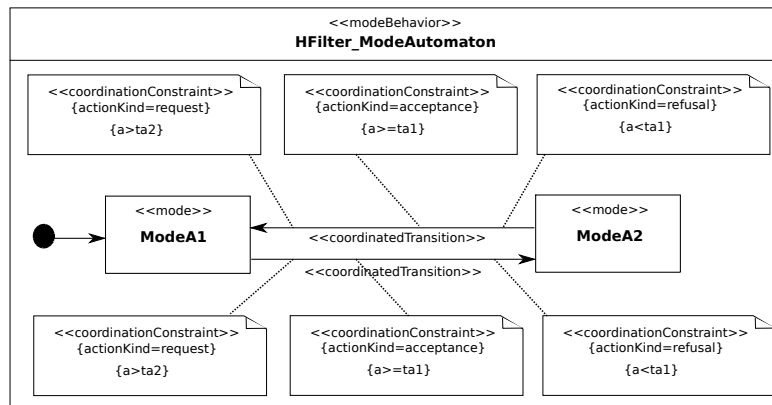 <<modeBehavior>>
HFilter_ModeAutomaton
<<coordinationConstraint>>
{actionKind=request}
{a>ta2}
<<coordinationConstraint>>
{actionKind=acceptance}
{a>=ta1}
<<coordinationConstraint>>
{actionKind=refusal}
{a<ta1}
<<mode>>
ModeA1
<<coordinatedTransition>>
<<coordinatedTransition>>
<<mode>>
ModeA2
<<coordinationConstraint>>
{actionKind=request}
{a>ta2}
<<coordinationConstraint>>
{actionKind=acceptance}
{a>=ta1}
<<coordinationConstraint>>
{actionKind=refusal}
{a<ta1}